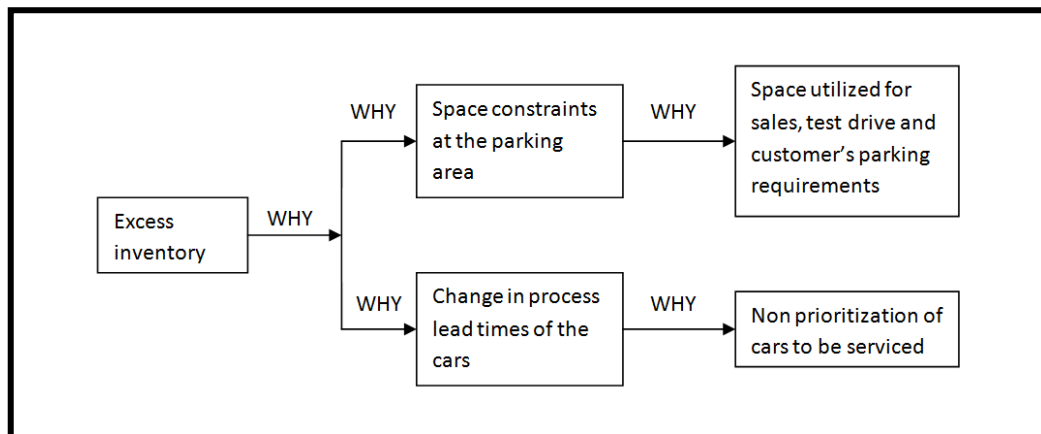 Excess
inventory
WHY
WHY
Space constraints
at the parking
area
WHY
Space utilized for
sales, test drive and
customer's parking
requirements
WHY
Change in process
lead times of the
cars
WHY
Non prioritization of
cars to be serviced